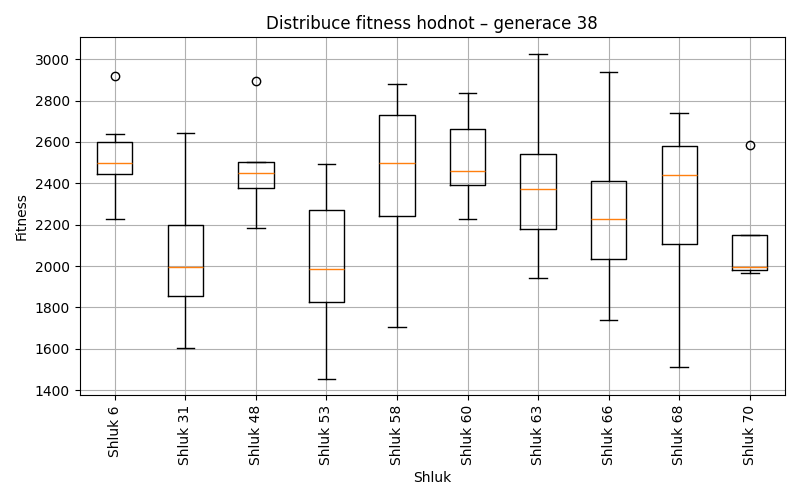 Distribuce fitness hodnot – generace 38
Fitness
3000
2800
2600
2400
2200
2000
1800
1600
1400
Shluk 6
Shluk 31
Shluk 48
Shluk 53
Shluk 58
Shluk 60
Shluk 63
Shluk 66
Shluk 68
Shluk 70
Shluk